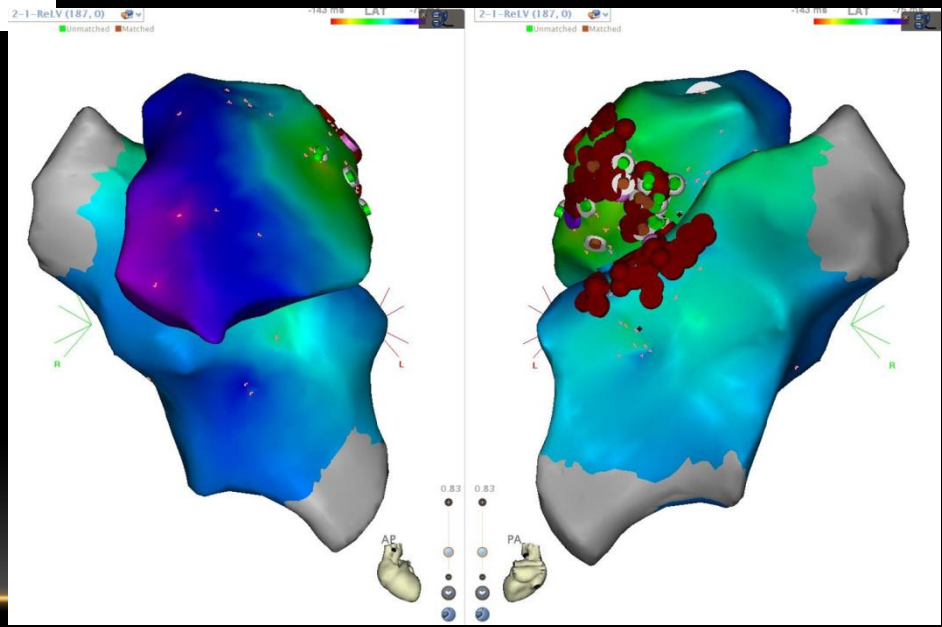 2-1-ReLV (187, 0)
-143 ms LAT
Unmatched Matched
R
L
0.83
AP
2-1-ReLV (187, 0)
-143 ms LAT
Unmatched Matched
L
R
0.83
PA